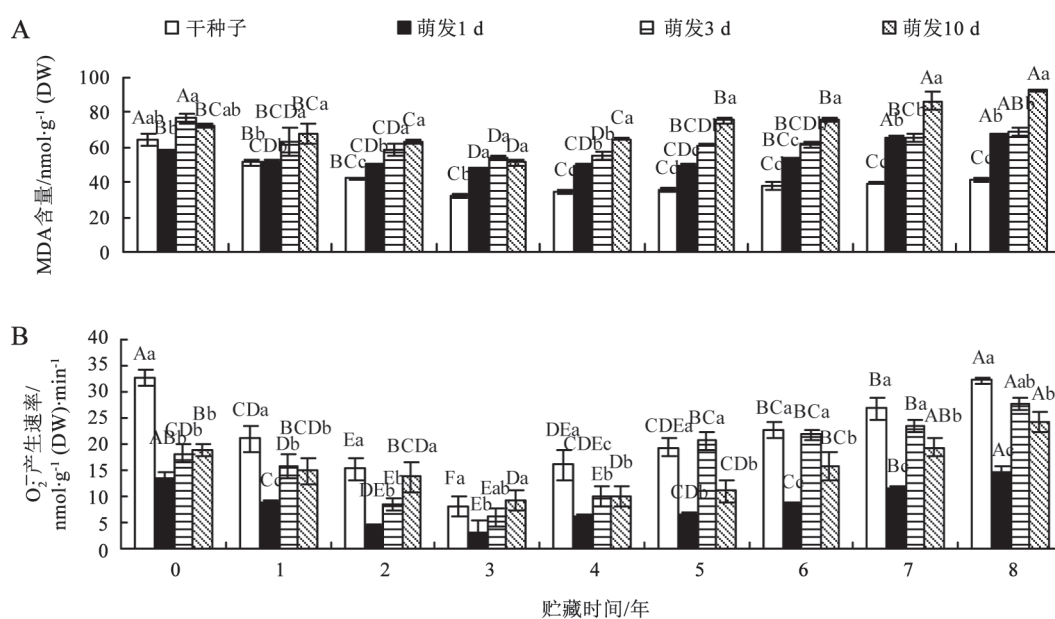 A
干种子 萌发1 d 萌发3 d 萌发10 d
MDA含量/nmol·g⁻¹ (DW)
100
80
60
40
20
0
Aab Bb Aa BCab
Bb CDb BCDa BCa
BCc CDb CDa Ca
Cb Da Da Da
Cc CDb Db Ca
Cd CDc BCDb Ba
Cd BCc BCDb Ba
Cc Ab BCb Aa
Cc Ab ABb Aa
B
O₂⁻产生速率/
nmol·g⁻¹ (DW)·min⁻¹
40
35
30
25
20
15
10
5
0
Aa ABb CDb Bb
CDa Cc Db BCDb
Ea DEb Eb BCDa
Fa Eb Eab Da
DEa CDEc Eb Db
CDEa CDb BCa CDb
BCa Cc BCa BCb
Ba Bc Ba ABb
Aa Ac Aab Ab
0 1 2 3 4 5 6 7 8
贮藏时间/年